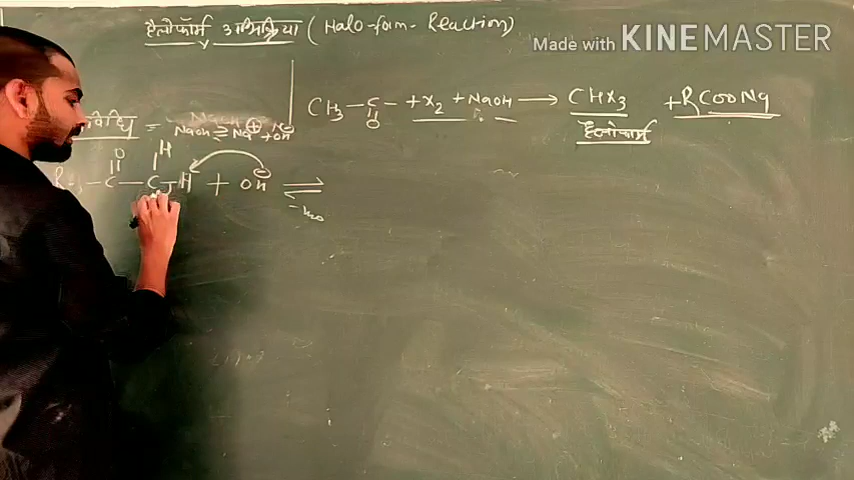 हैलोफॉर्म अभिक्रिया (Halo-form-Reaction)
Made with KINEMASTER
CH3-C- + X2 + NaOH → CHX3 + RCOONa
O
हैलोफॉर्म
NaOH ⇌ Na⊕ + OH
O H
R-C-C-H + OH ⇌
-H2O